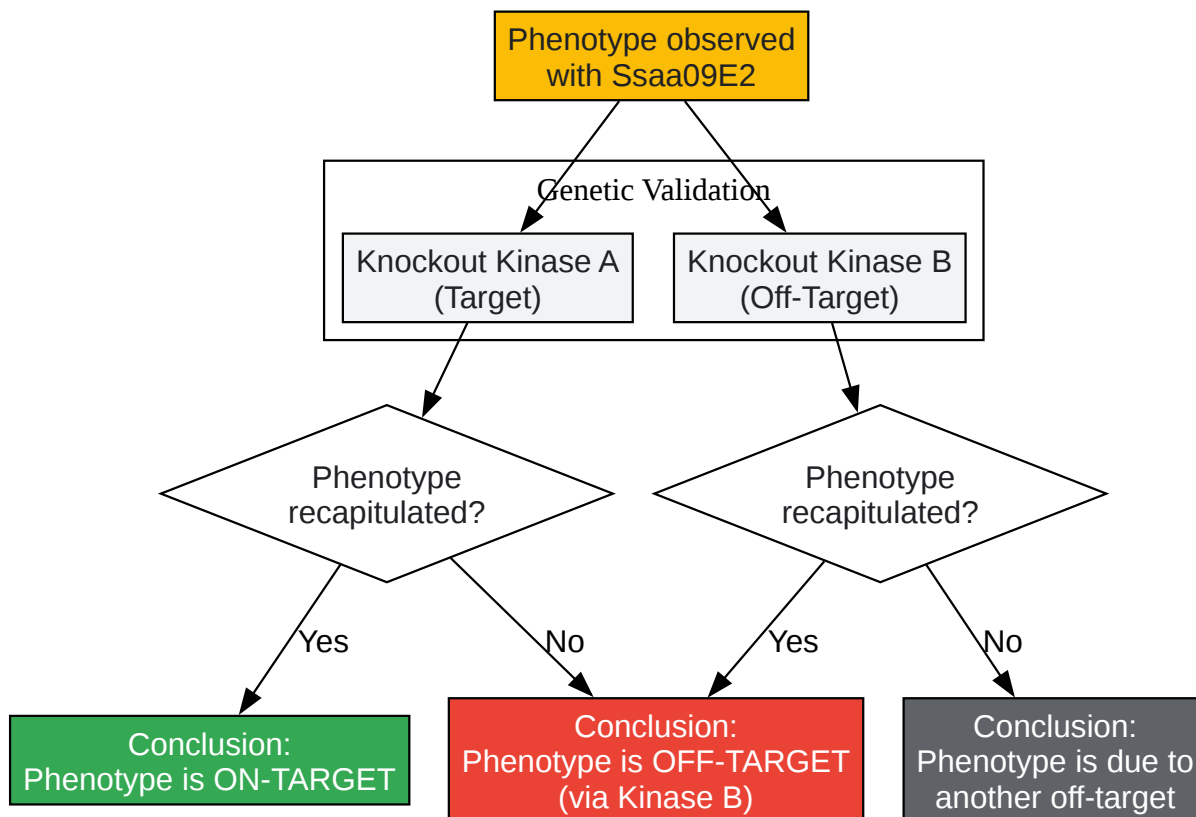 Phenotype observed
with Ssaa09E2
Genetic Validation
Knockout Kinase A
(Target)
Knockout Kinase B
(Off-Target)
Phenotype
recapitulated?
Phenotype
recapitulated?
Yes
No
Yes
No
Conclusion:
Phenotype is ON-TARGET
Conclusion:
Phenotype is OFF-TARGET
(via Kinase B)
Conclusion:
Phenotype is due to
another off-target